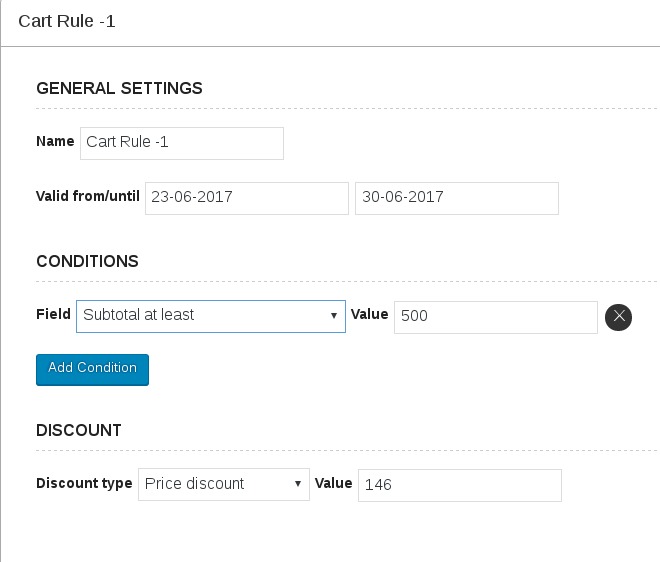 Cart Rule -1
GENERAL SETTINGS
Name Cart Rule -1
Valid from/until 23-06-2017 30-06-2017
CONDITIONS
Field Subtotal at least Value 500
Add Condition
DISCOUNT
Discount type Price discount Value 146